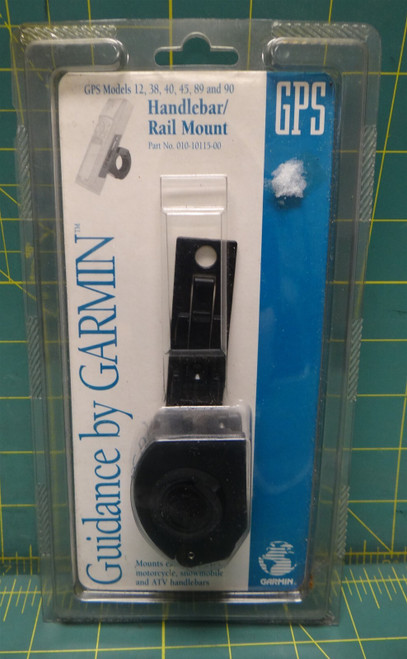 GPS Models 12, 38, 40, 45, 89 and 90
Handlebar/
Rail Mount
Part No. 010-10115-00
GPS
Guidance by GARMIN™
Mounts
motorcycle, snowmobile
and ATV handlebars
GARMIN